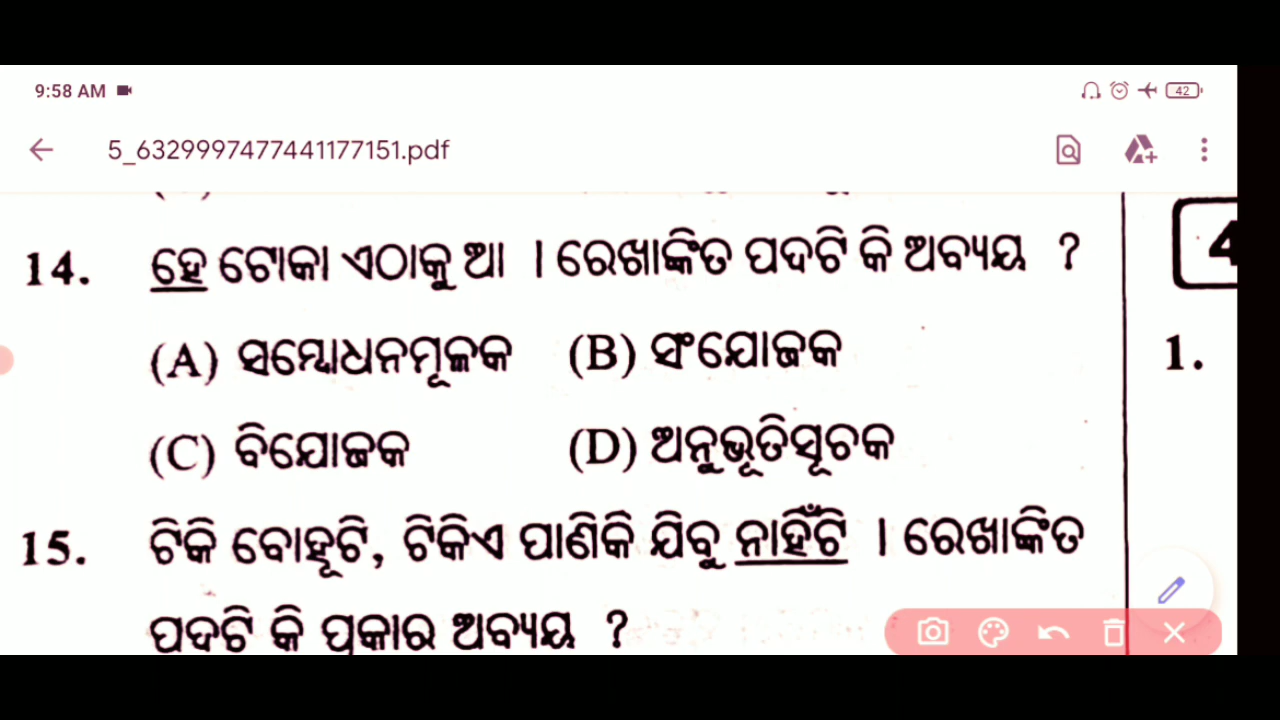 9:58 AM
42
5_6329997477441177151.pdf
14. ହେ ଟୋକା ଏଠାକୁ ଆ । ରେଖାଙ୍କିତ ପଦଟି କି ଅବ୍ୟୟ ?
(A) ସମ୍ବୋଧନମୂଳକ (B) ସଂଯୋଜକ
(C) ବିଯୋଜକ (D) ଅନୁଭୂତିସୂଚକ
15. ଟିକି ବୋହୂଟି, ଟିକିଏ ପାଣିକି ଯିବୁ ନାହିଁଟି । ରେଖାଙ୍କିତ
ପଦଟି କି ପ୍ରକାର ଅବ୍ୟୟ ?
4
1.